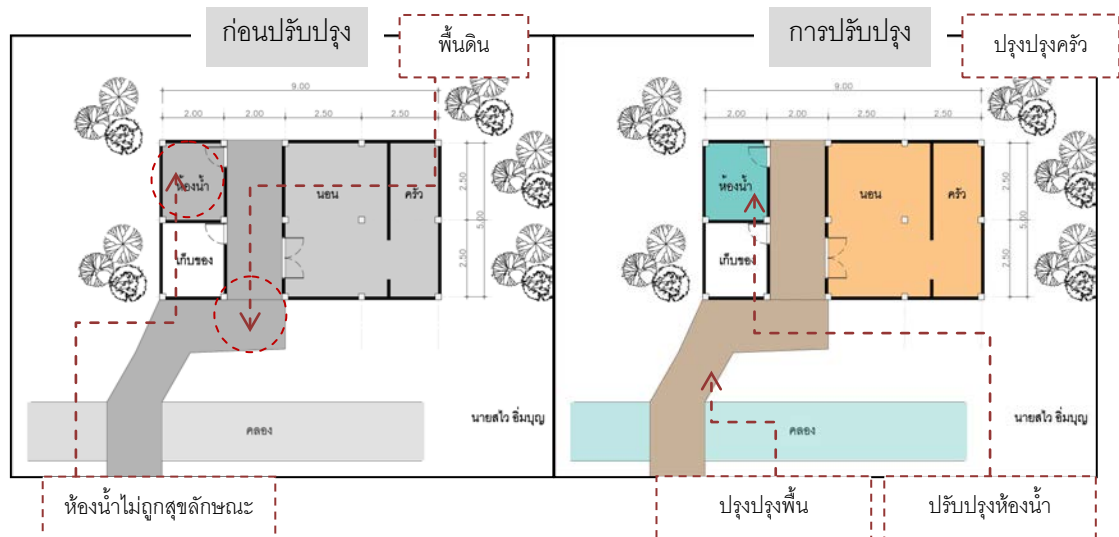 ก่อนปรับปรุง
พื้นดิน
9.00
2.00 2.00 2.50 2.50
ห้องน้ำ
นอน
ครัว
เก็บของ
2.50
5.00
2.50
นายสไว อิ่มบุญ
คลอง
ห้องน้ำไม่ถูกสุขลักษณะ
การปรับปรุง
ปรุงปรุงครัว
9.00
2.00 2.00 2.50 2.50
ห้องน้ำ
นอน
ครัว
เก็บของ
2.50
5.00
2.50
นายสไว อิ่มบุญ
คลอง
ปรุงปรุงพื้น
ปรับปรุงห้องน้ำ